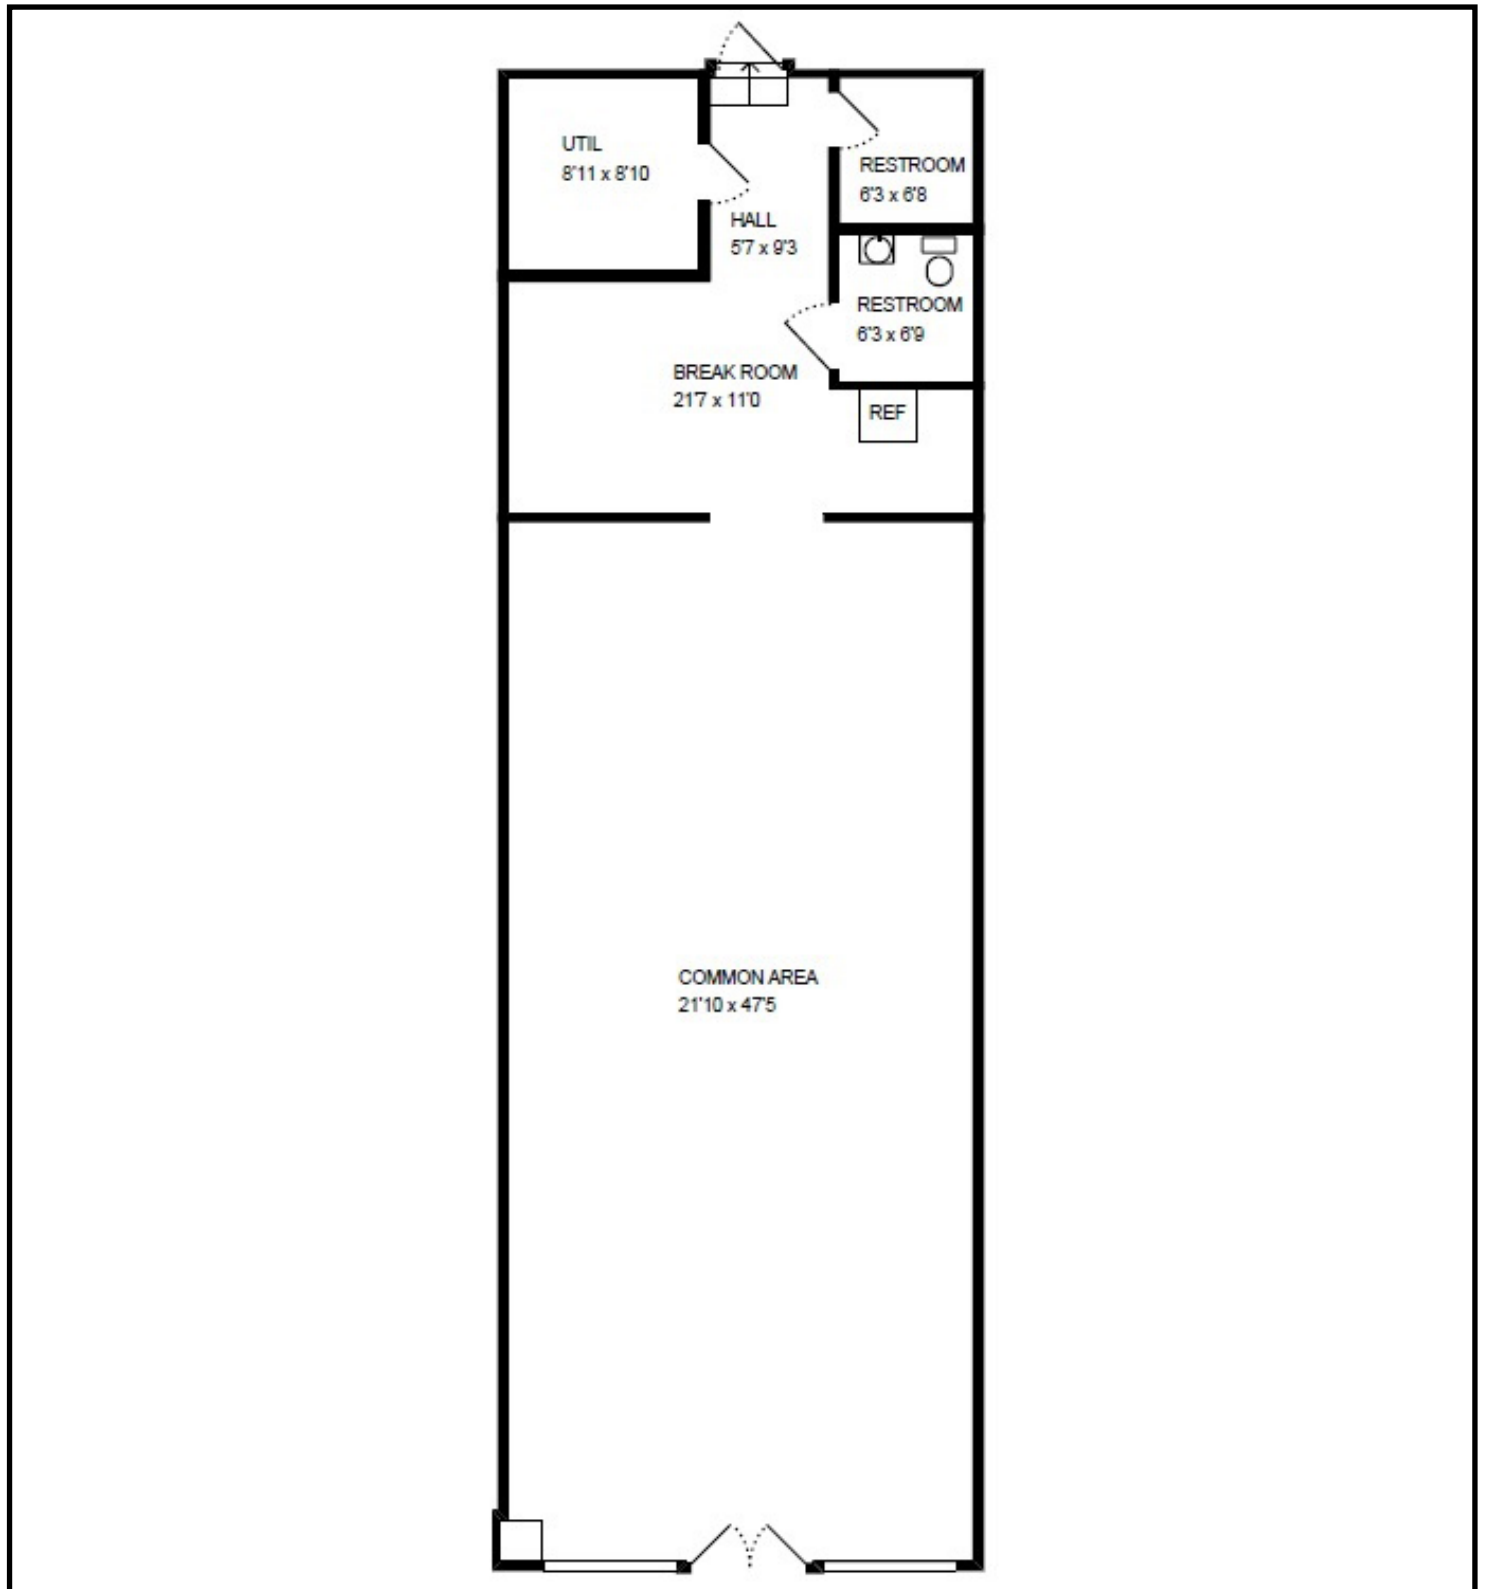 UTIL
8'11 x 8'10
RESTROOM
6'3 x 6'8
HALL
5'7 x 9'3
RESTROOM
6'3 x 6'9
BREAK ROOM
21'7 x 11'0
REF
COMMON AREA
21'10 x 47'5